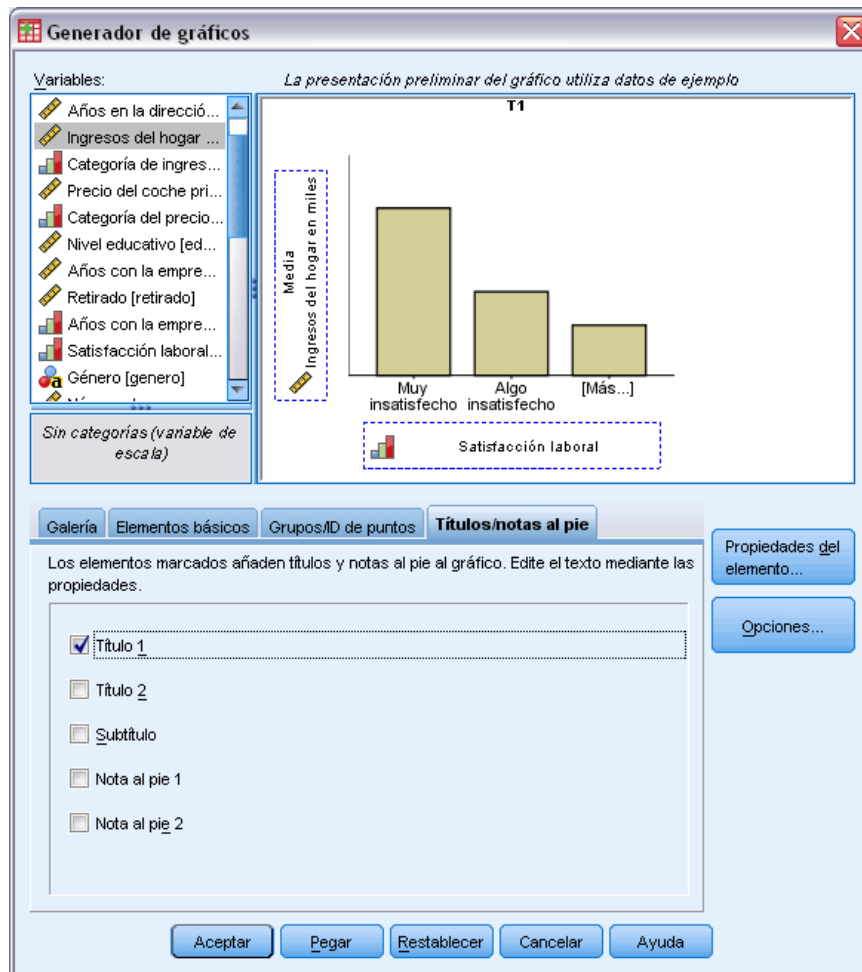 Generador de gráficos
Variables:
La presentación preliminar del gráfico utiliza datos de ejemplo
Años en la direcció...
Ingresos del hogar ...
Categoría de ingres...
Precio del coche pri...
Categoría del precio...
Nivel educativo [ed...
Años con la empre...
Retirado [retirado]
Años con la empre...
Satisfacción laboral...
Género [genero]
Sin categorías (variable de
escala)
T1
Media
Ingresos del hogar en miles
Muy
insatisfecho
Algo
insatisfecho
[Más...]
Satisfacción laboral
Galería
Elementos básicos
Grupos/ID de puntos
Títulos/notas al pie
Los elementos marcados añaden títulos y notas al pie al gráfico. Edite el texto mediante las
propiedades.
Título 1
Título 2
Subtítulo
Nota al pie 1
Nota al pie 2
Propiedades del
elemento...
Opciones...
Aceptar
Pegar
Restablecer
Cancelar
Ayuda